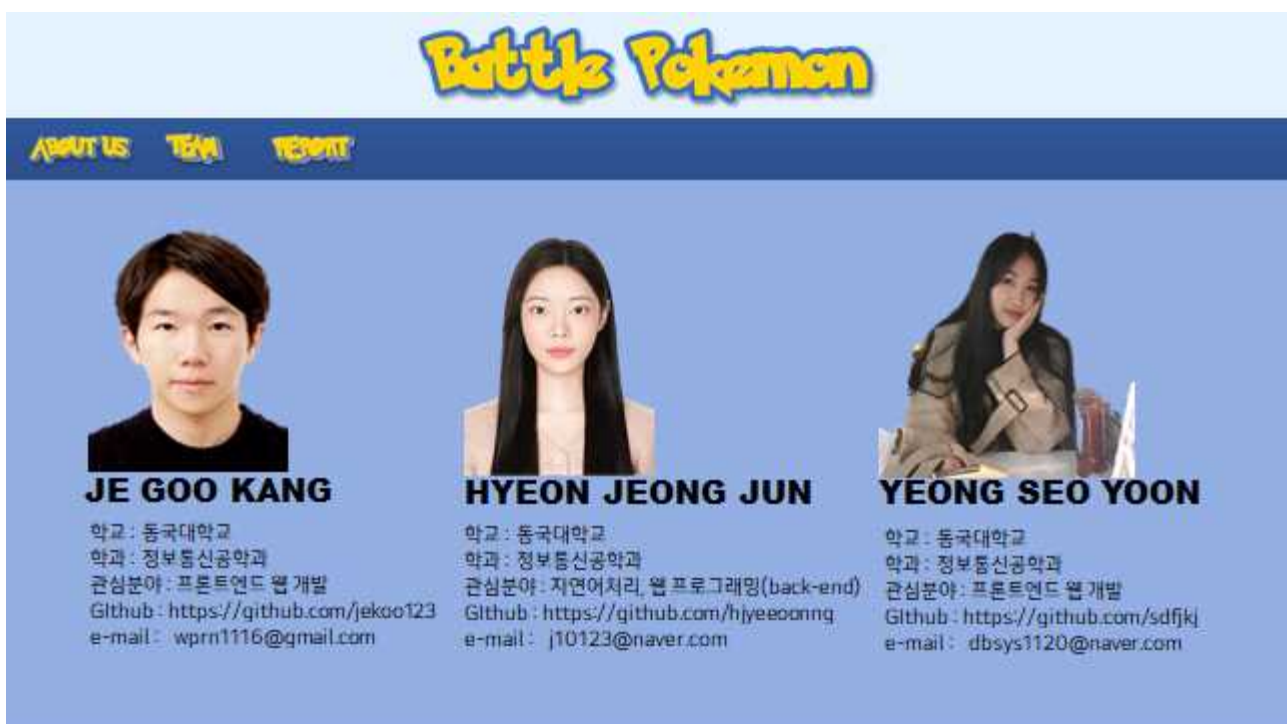 Battle Pokemon
ABOUT US TEAM REPORT
JE GOO KANG
학교 : 동국대학교
학과 : 정보통신공학과
관심분야 : 프론트엔드 웹 개발
GIthub : https://github.com/jekoo123
e-mail : wprn1116@gmail.com
HYEON JEONG JUN
학교 : 동국대학교
학과 : 정보통신공학과
관심분야 : 자연어처리, 웹 프로그래밍(back-end)
GIthub : https://github.com/hjyeeoonng
e-mail : j10123@naver.com
YEONG SEO YOON
학교 : 동국대학교
학과 : 정보통신공학과
관심분야 : 프론트엔드 웹 개발
GIthub : https://github.com/sdfjkj
e-mail : dbsys1120@naver.com